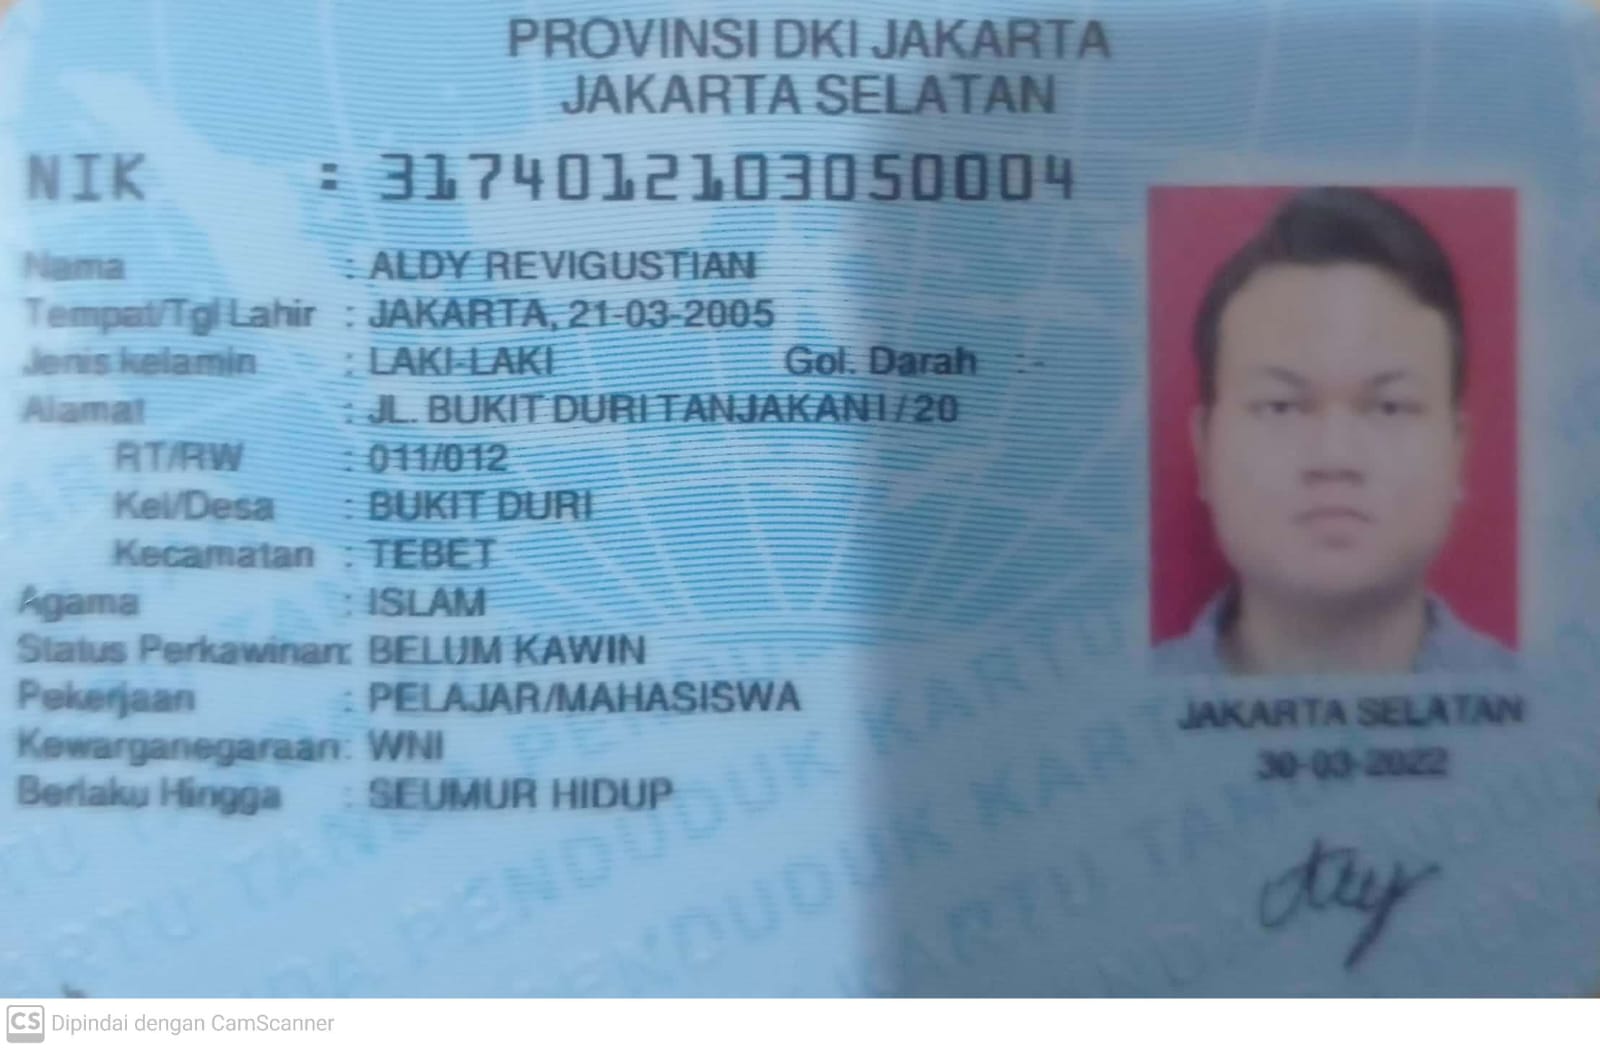 PROVINSI DKI JAKARTA
JAKARTA SELATAN
NIK : 3174012103050004
Nama : ALDY REVIGUSTIAN
Tempat/Tgl Lahir : JAKARTA, 21-03-2005
Jenis kelamin : LAKI-LAKI Gol. Darah : -
Alamat : JL. BUKIT DURI TANJAKAN I / 20
RT/RW : 011/012
Kel/Desa : BUKIT DURI
Kecamatan : TEBET
Agama : ISLAM
Status Perkawinan: BELUM KAWIN
Pekerjaan : PELAJAR/MAHASISWA
Kewarganegaraan: WNI
Berlaku Hingga : SEUMUR HIDUP
JAKARTA SELATAN
30-03-2022
CS Dipindai dengan CamScanner